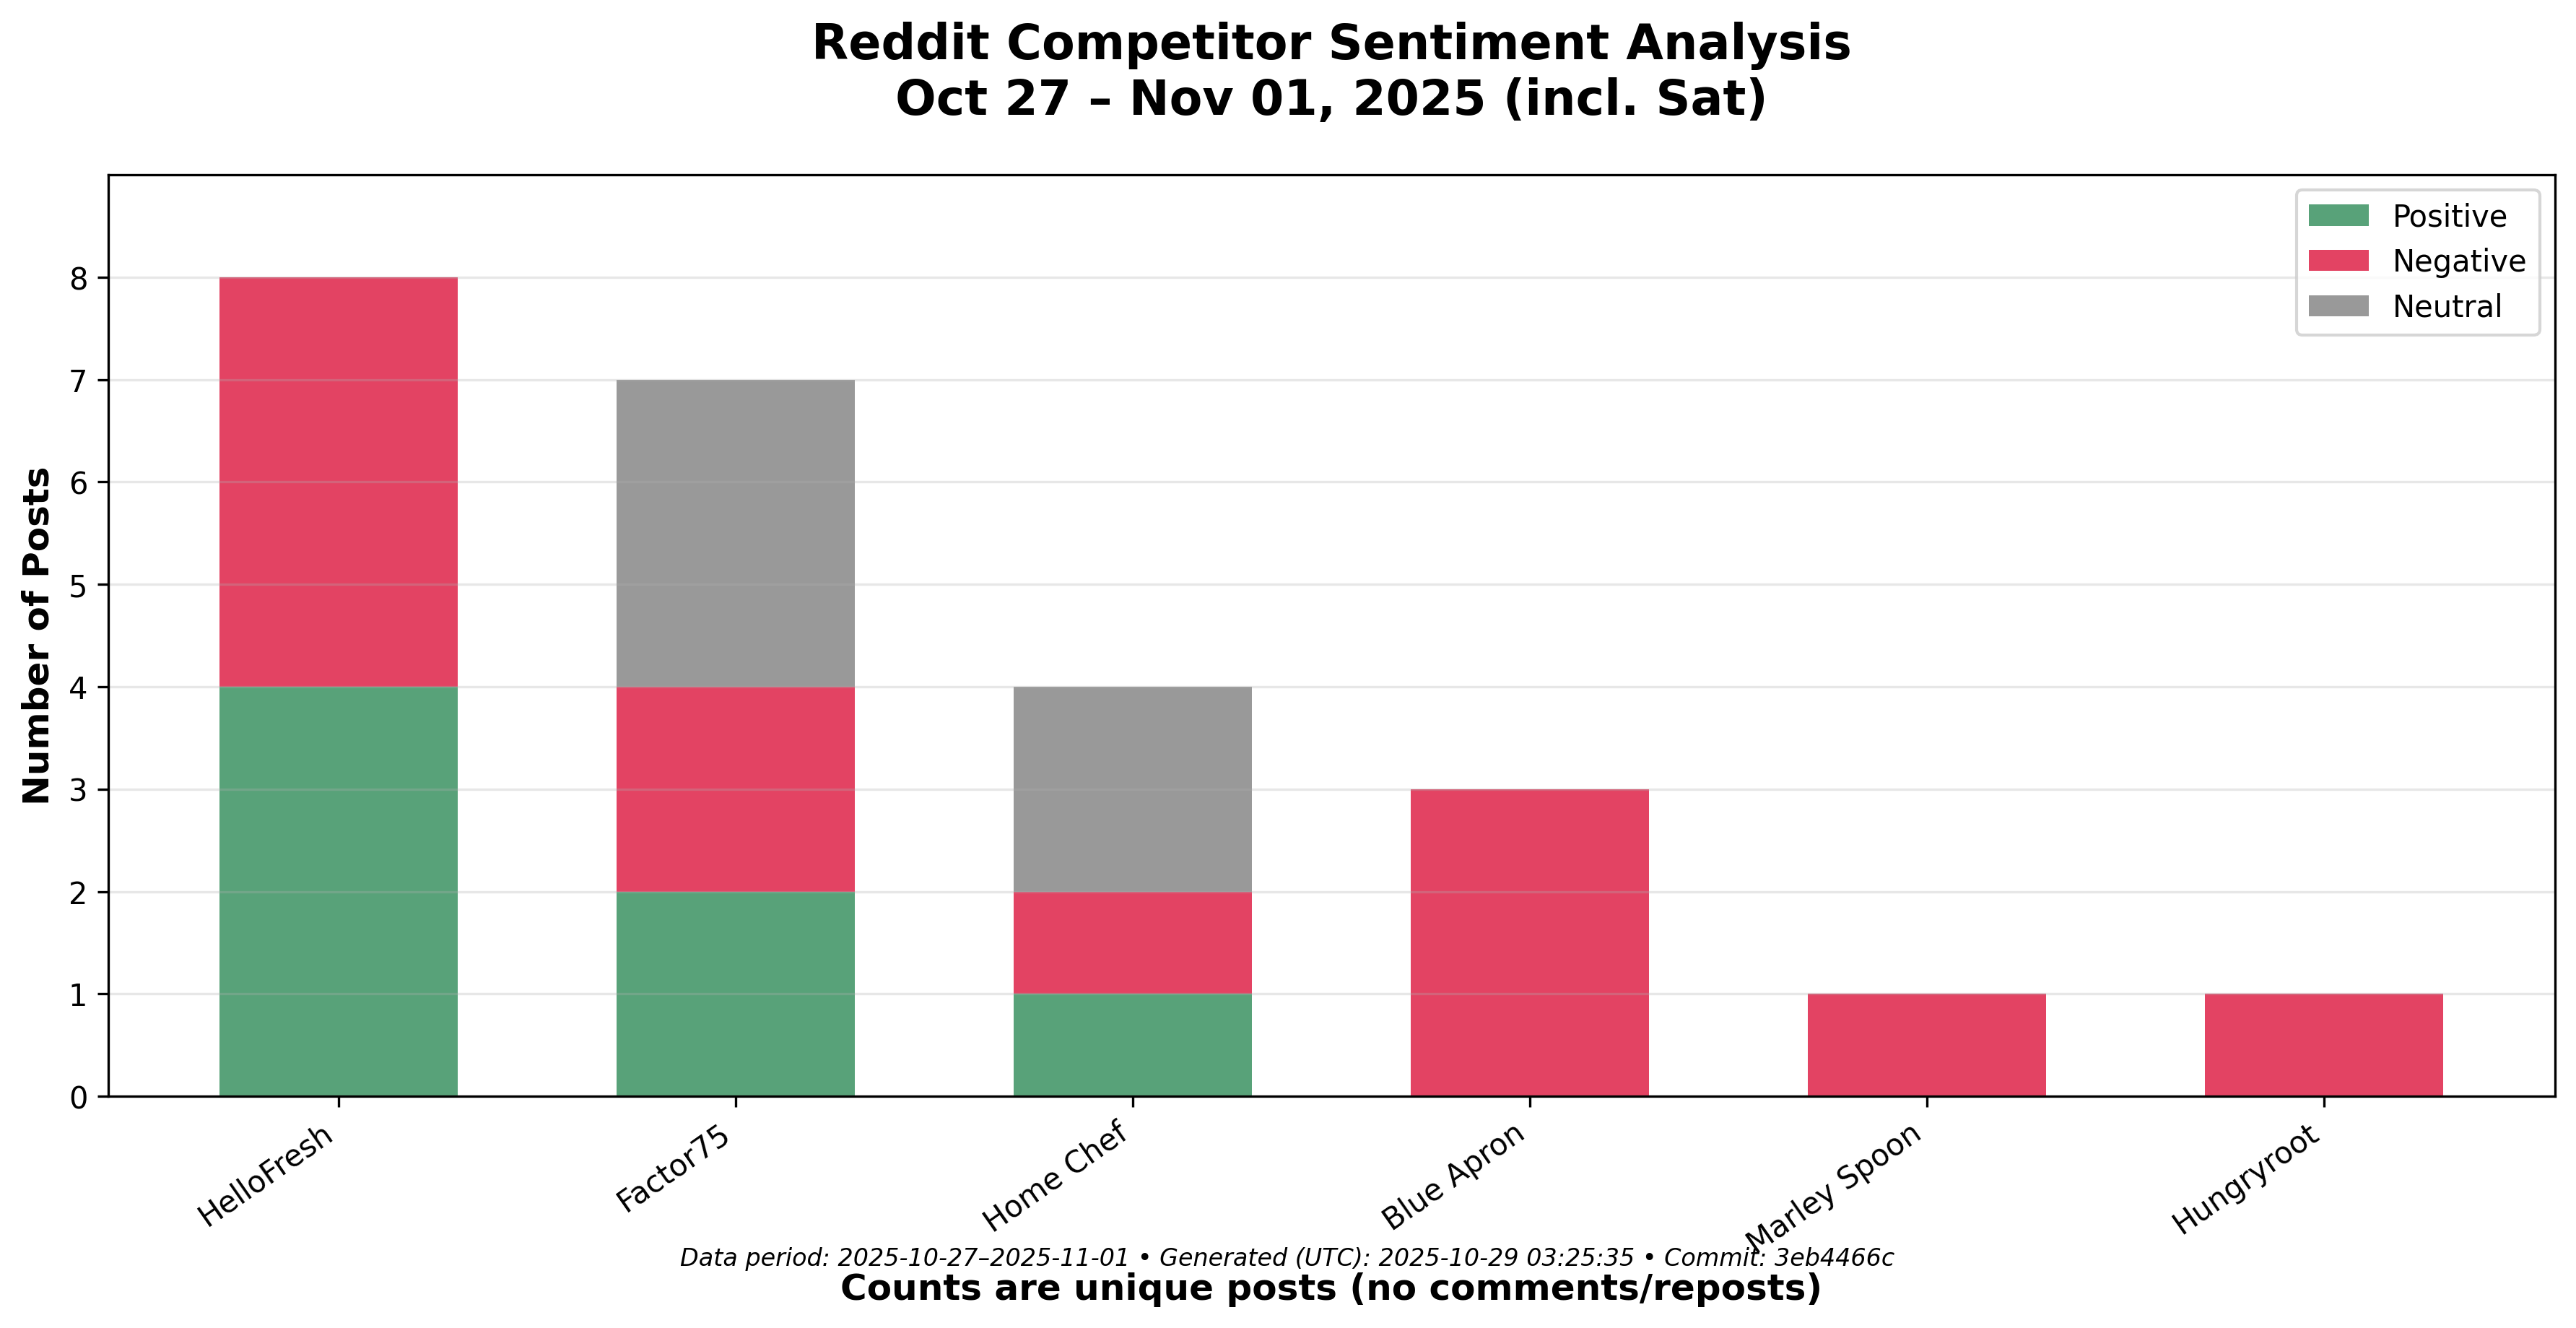 Reddit Competitor Sentiment Analysis
Oct 27 – Nov 01, 2025 (incl. Sat)
Positive
Negative
Neutral
Number of Posts
8
7
6
5
4
3
2
1
0
HelloFresh
Factor75
Home Chef
Blue Apron
Marley Spoon
Hungryroot
Data period: 2025-10-27–2025-11-01 • Generated (UTC): 2025-10-29 03:25:35 • Commit: 3eb4466c
Counts are unique posts (no comments/reposts)